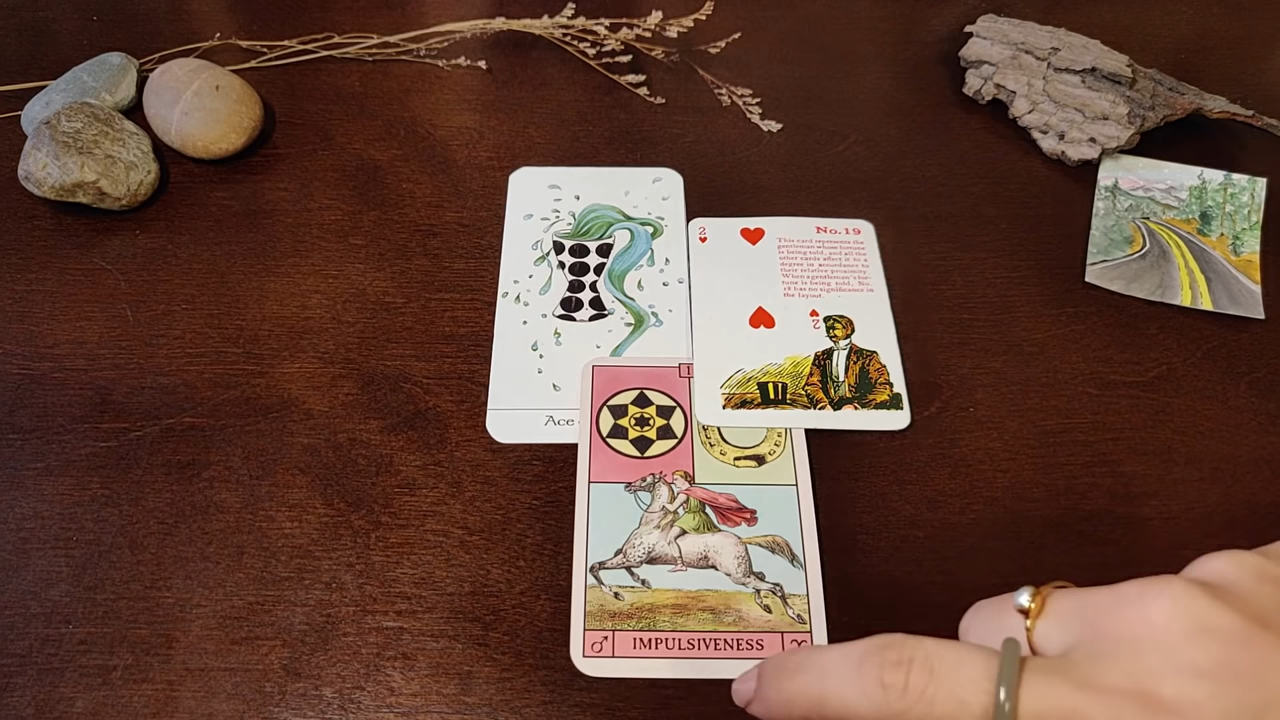 2
No.19
This card represents the
gentleman whose fortune
is being told, and all the
other cards affect it to a
degree in accordance to
their relative proximity.
When a gentleman's for-
tune is being told, No.
19 has no significance in
the layout.
2
Ace
IMPULSIVENESS